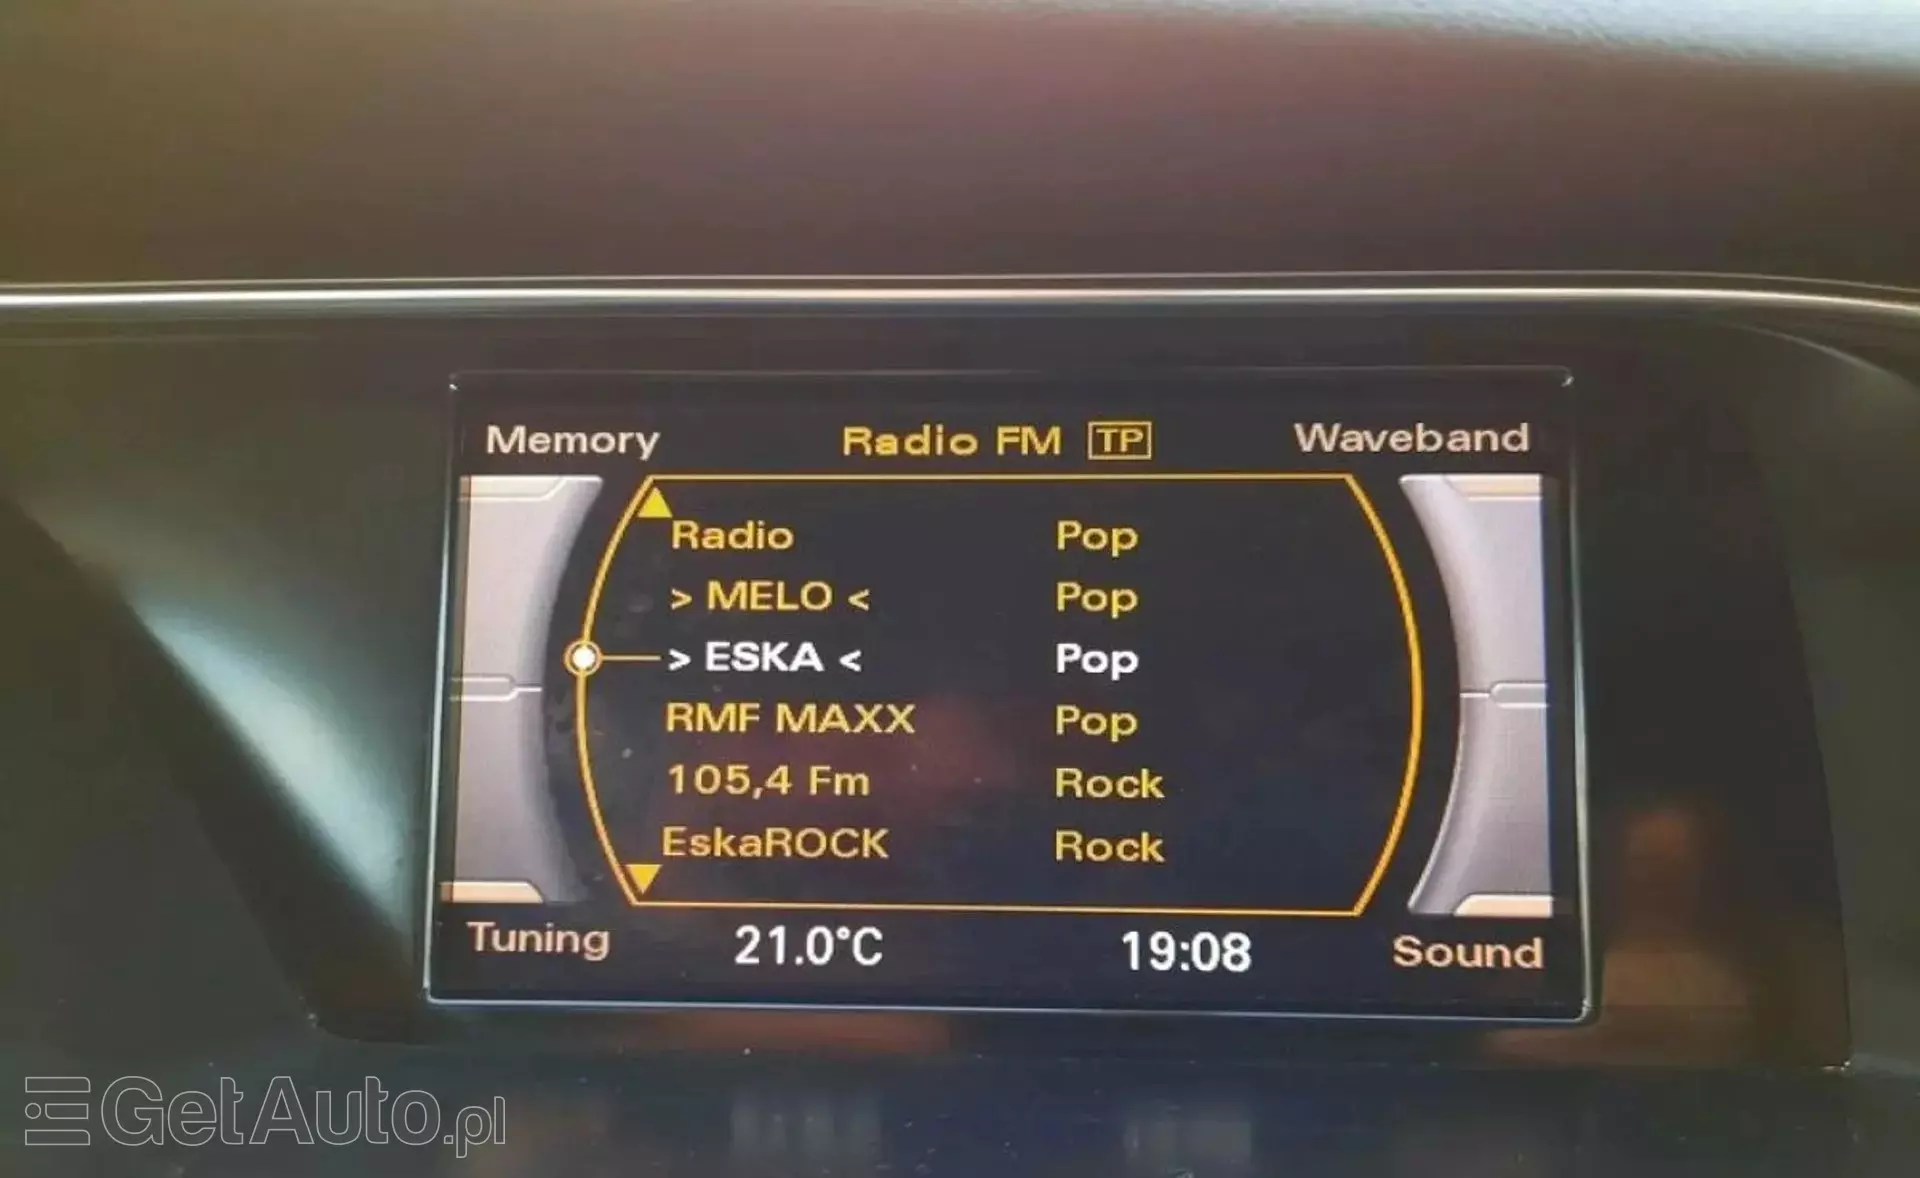 Memory Radio FM TP Waveband
Radio Pop
> MELO < Pop
> ESKA < Pop
RMF MAXX Pop
105,4 Fm Rock
EskaROCK Rock
Tuning 21.0°C 19:08 Sound
GetAuto.pl